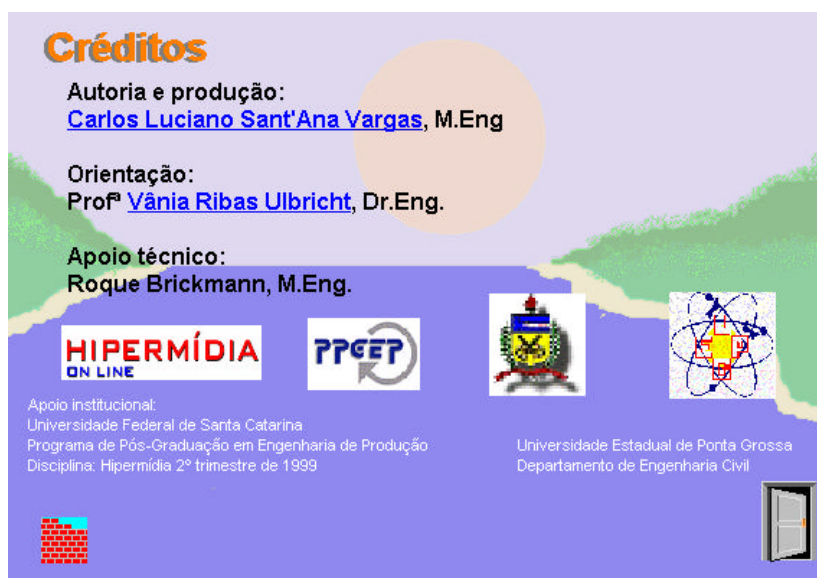 Créditos
Autoria e produção:
Carlos Luciano Sant'Ana Vargas, M.Eng
Orientação:
Profª Vânia Ribas Ulbricht, Dr.Eng.
Apoio técnico:
Roque Brickmann, M.Eng.
HIPERMÍDIA
ON LINE
PPGEP
Apoio institucional:
Universidade Federal de Santa Catarina
Programa de Pós-Graduação em Engenharia de Produção
Disciplina: Hipermídia 2º trimestre de 1999
Universidade Estadual de Ponta Grossa
Departamento de Engenharia Civil